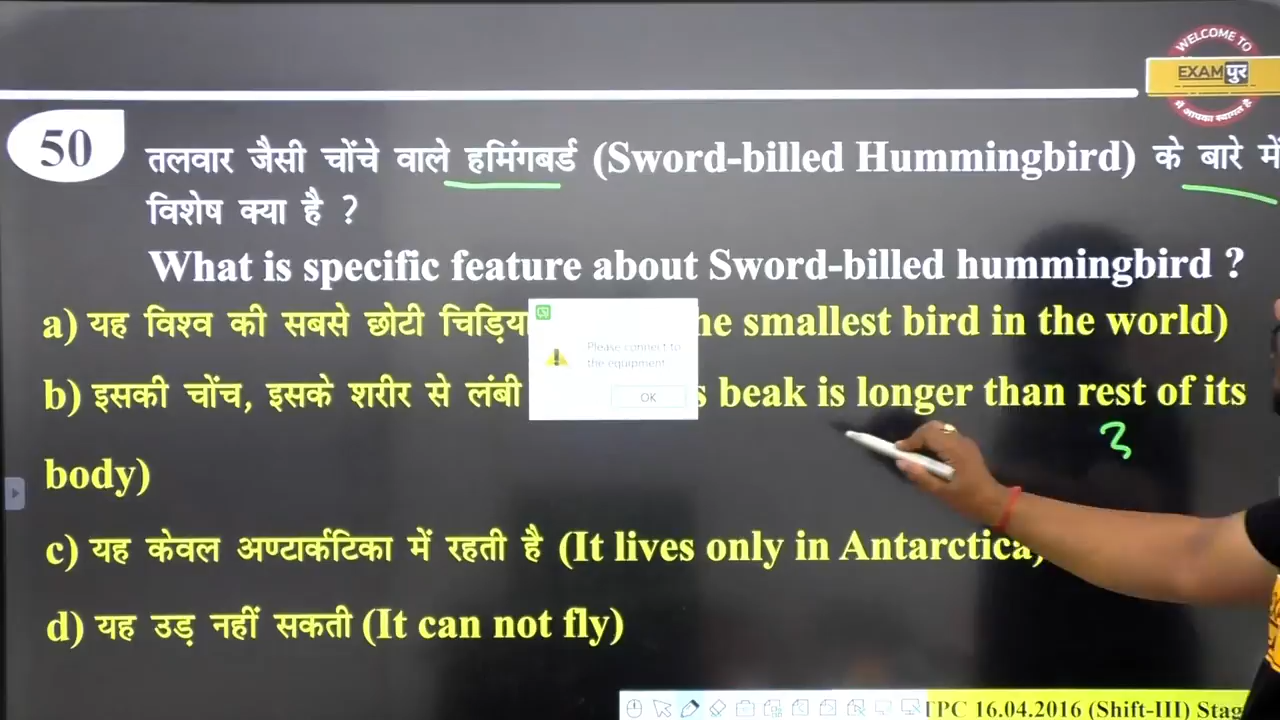 WELCOME TO
EXAMपुर
में आपका स्वागत है
50
तलवार जैसी चोंचे वाले हमिंगबर्ड (Sword-billed Hummingbird) के बारे में
विशेष क्या है ?
What is specific feature about Sword-billed hummingbird ?
a) यह विश्व की सबसे छोटी चिड़िया smallest bird in the world)
Please connect to
the equipment
OK
b) इसकी चोंच, इसके शरीर से लंबी beak is longer than rest of its
3
body)
c) यह केवल अण्टार्कटिका में रहती है (It lives only in Antarctica)
d) यह उड़ नहीं सकती (It can not fly)
16.04.2016 (Shift-III)